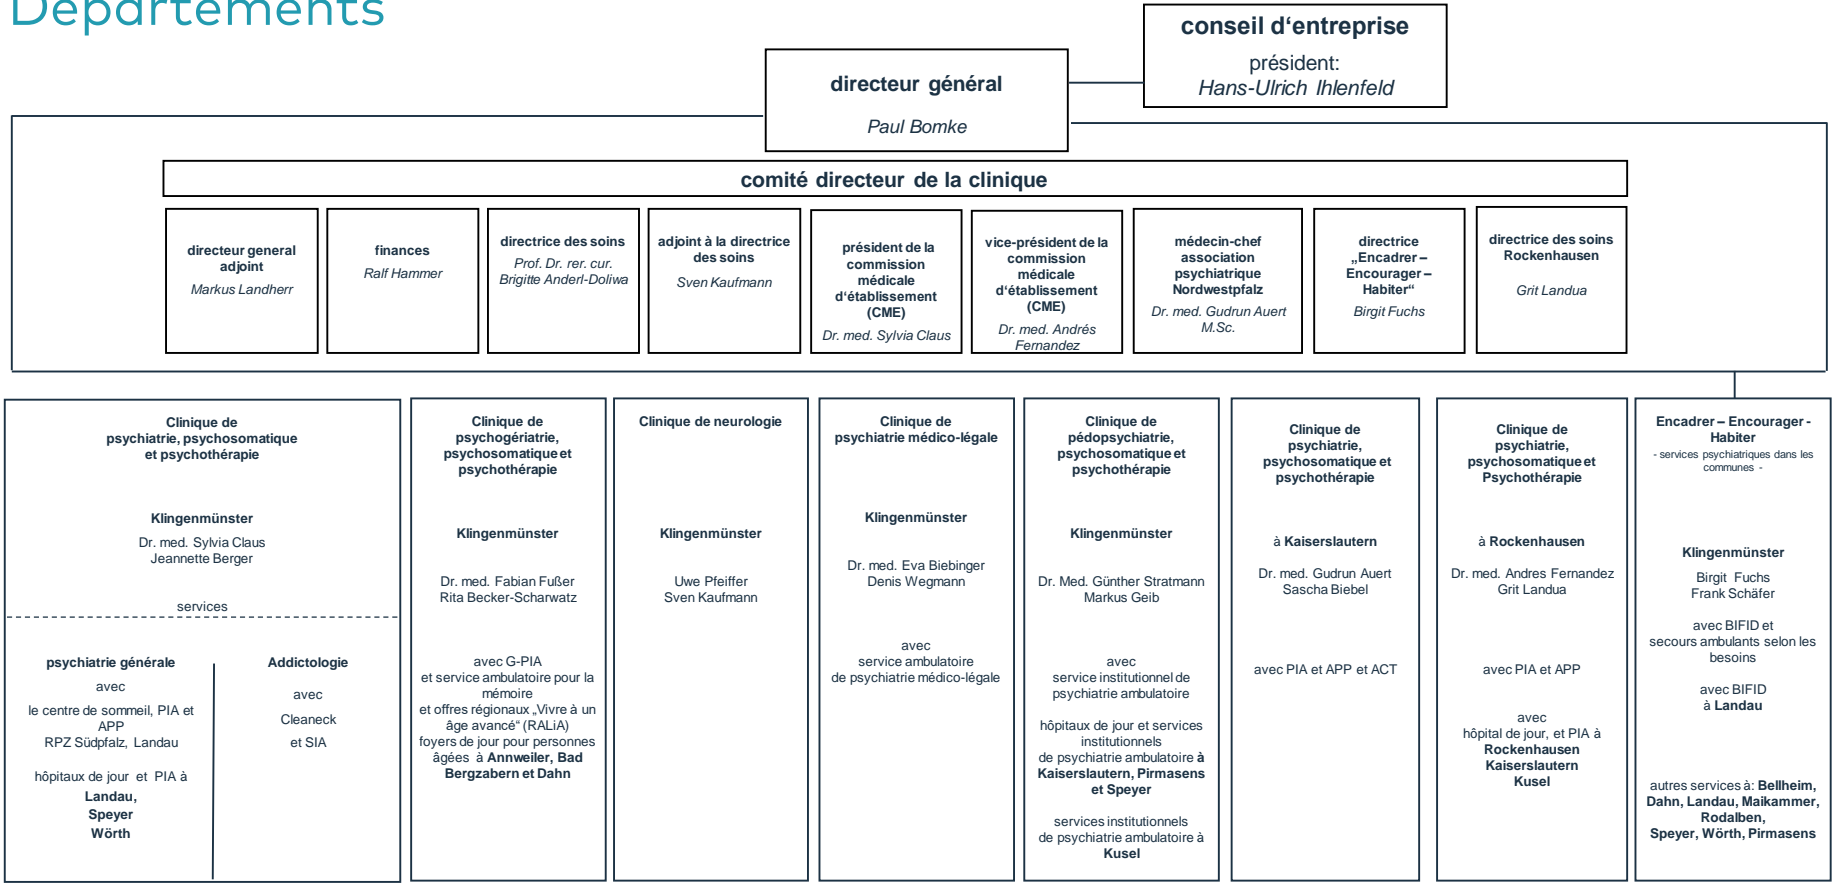 Départements
conseil d‘entreprise
président:
Hans-Ulrich Ihlenfeld
directeur général
Paul Bomke
comité directeur de la clinique
directeur general
adjoint
Markus Landherr
finances
Ralf Hammer
directrice des soins
Prof. Dr. rer. cur.
Brigitte Anderl-Doliwa
adjoint à la directrice
des soins
Sven Kaufmann
président de la
commission
médicale
d‘établissement
(CME)
Dr. med. Sylvia Claus
vice-président de la
commission
médicale
d‘établissement
(CME)
Dr. med. Andrés
Fernandez
médecin-chef
association
psychiatrique
Nordwestpfalz
Dr. med. Gudrun Auert
M.Sc.
directrice
„Encadrer –
Encourager –
Habiter“
Birgit Fuchs
directrice des soins
Rockenhausen
Grit Landua
Clinique de
psychiatrie, psychosomatique
et psychothérapie
Klingenmünster
Dr. med. Sylvia Claus
Jeannette Berger
services
psychiatrie générale
avec
le centre de sommeil, PIA et
APP
RPZ Südpfalz, Landau
hôpitaux de jour et PIA à
Landau,
Speyer
Wörth
Addictologie
avec
Cleaneck
et SIA
Clinique de
psychogériatrie,
psychosomatique et
psychothérapie
Klingenmünster
Dr. med. Fabian Fußer
Rita Becker-Scharwatz
avec G-PIA
et service ambulatoire pour la
mémoire
et offres régionaux „Vivre à un
âge avancé“ (RALiA)
foyers de jour pour personnes
âgées à Annweiler, Bad
Bergzabern et Dahn
Clinique de neurologie
Klingenmünster
Uwe Pfeiffer
Sven Kaufmann
Clinique de
psychiatrie médico-légale
Klingenmünster
Dr. med. Eva Biebinger
Denis Wegmann
avec
service ambulatoire
de psychiatrie médico-légale
Clinique de
pédopsychiatrie,
psychosomatique et
psychothérapie
Klingenmünster
Dr. Med. Günther Stratmann
Markus Geib
avec
service institutionnel de
psychiatrie ambulatoire
hôpitaux de jour et services
institutionnels
de psychiatrie ambulatoire à
Kaiserslautern, Pirmasens
et Speyer
services institutionnels
de psychiatrie ambulatoire à
Kusel
Clinique de
psychiatrie,
psychosomatique et
psychothérapie
à Kaiserslautern
Dr. med. Gudrun Auert
Sascha Biebel
avec PIA et APP et ACT
Clinique de
psychiatrie,
psychosomatique et
Psychothérapie
à Rockenhausen
Dr. med. Andres Fernandez
Grit Landua
avec PIA et APP
avec
hôpital de jour, et PIA à
Rockenhausen
Kaiserslautern
Kusel
Encadrer – Encourager -
Habiter
- services psychiatriques dans les
communes -
Klingenmünster
Birgit Fuchs
Frank Schäfer
avec BIFID et
secours ambulants selon les
besoins
avec BIFID
à Landau
autres services à: Bellheim,
Dahn, Landau, Maikammer,
Rodalben,
Speyer, Wörth, Pirmasens